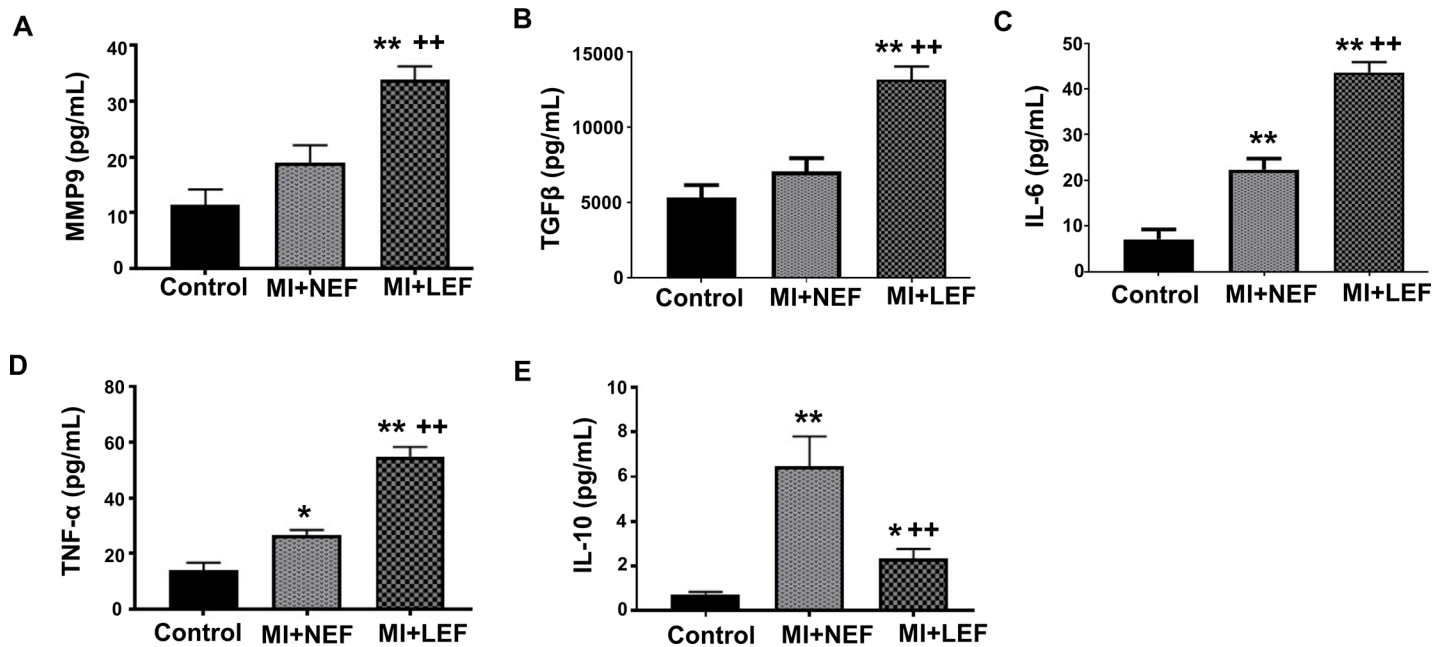 A
MMP9 (pg/mL)
40
30
20
10
0
** ++
Control MI+NEF MI+LEF
B
TGFβ (pg/mL)
15000
10000
5000
0
** ++
Control MI+NEF MI+LEF
C
IL-6 (pg/mL)
50
40
30
20
10
0
**
** ++
Control MI+NEF MI+LEF
D
TNF-α (pg/mL)
80
60
40
20
0
*
** ++
Control MI+NEF MI+LEF
E
IL-10 (pg/mL)
10
8
6
4
2
0
**
* ++
Control MI+NEF MI+LEF